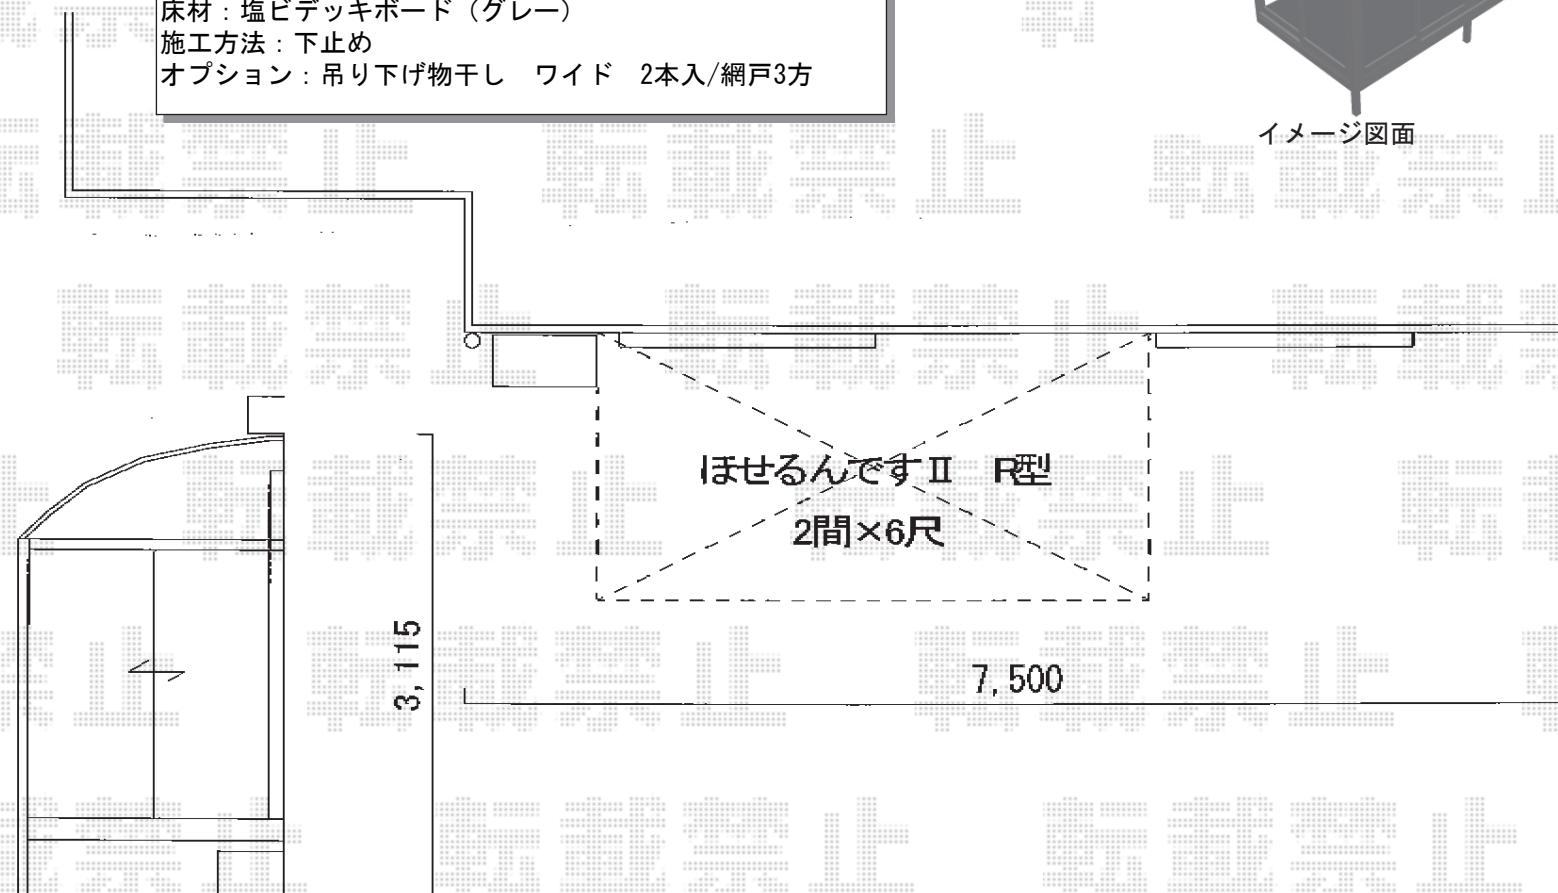 床材：塩ビデッキボード（グレー）
施工方法：下止め
オプション：吊り下げ物干し　ワイド　2本入/網戸3方
イメージ図面
ほせるんですⅡ　R型
2間×6尺
3,115
7,500
転載禁止